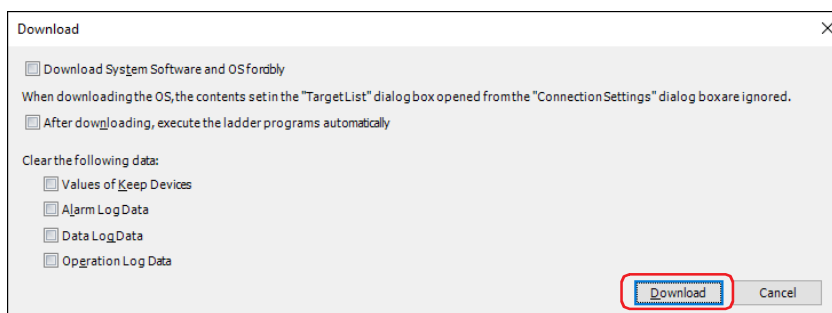 Download
Download System Software and OS forcibly
When downloading the OS, the contents set in the "Target List" dialog box opened from the "Connection Settings" dialog box are ignored.
After downloading, execute the ladder programs automatically
Clear the following data:
Values of Keep Devices
Alarm Log Data
Data Log Data
Operation Log Data
Download Cancel